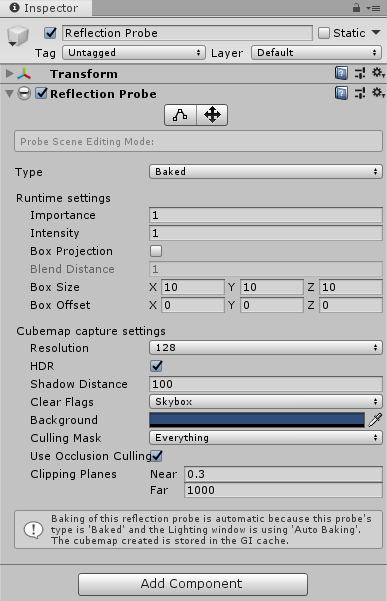 Inspector
Reflection Probe Static
Tag Untagged Layer Default
Transform
Reflection Probe
Probe Scene Editing Mode:
Type Baked
Runtime settings
Importance 1
Intensity 1
Box Projection
Blend Distance 1
Box Size X 10 Y 10 Z 10
Box Offset X 0 Y 0 Z 0
Cubemap capture settings
Resolution 128
HDR
Shadow Distance 100
Clear Flags Skybox
Background
Culling Mask Everything
Use Occlusion Culling
Clipping Planes Near 0.3
Far 1000
Baking of this reflection probe is automatic because this probe's
type is 'Baked' and the Lighting window is using 'Auto Baking'.
The cubemap created is stored in the GI cache.
Add Component